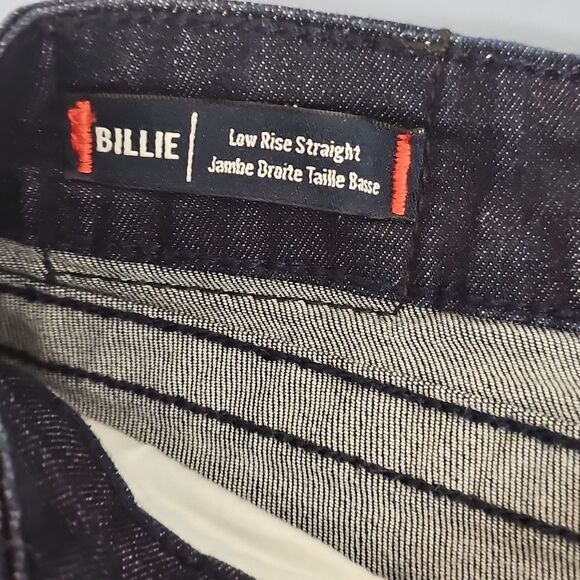 BILLIE
Low Rise Straight
Jambe Droite Taille Basse